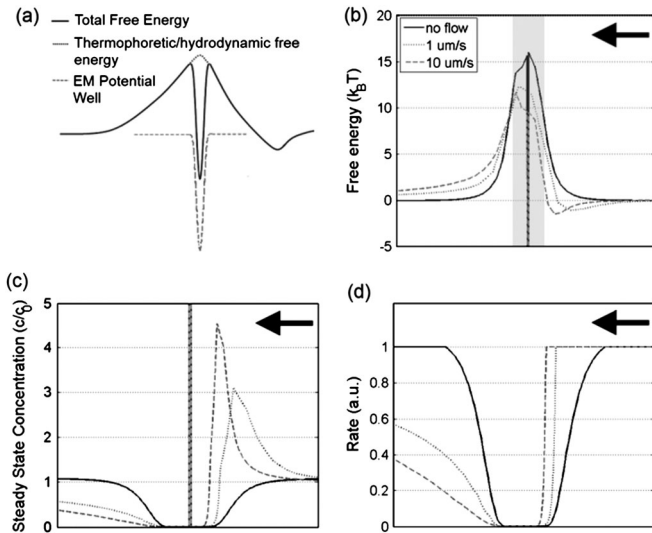 (a)
Total Free Energy
Thermophoretic/hydrodynamic free
energy
EM Potential
Well
(b)
Free energy (kBT)
20
15
10
5
0
-5
no flow
1 um/s
10 um/s
(c)
Steady State Concentration (c/c0)
5
4
3
2
1
0
(d)
Rate (a.u.)
1
0.8
0.6
0.4
0.2
0